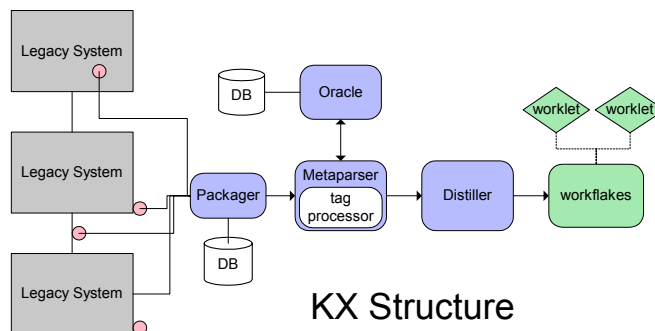 Legacy System
worklet
worklet
DB
Oracle
Legacy System
Packager
Metaparser
tag
processor
Distiller
workflakes
DB
Legacy System
KX Structure